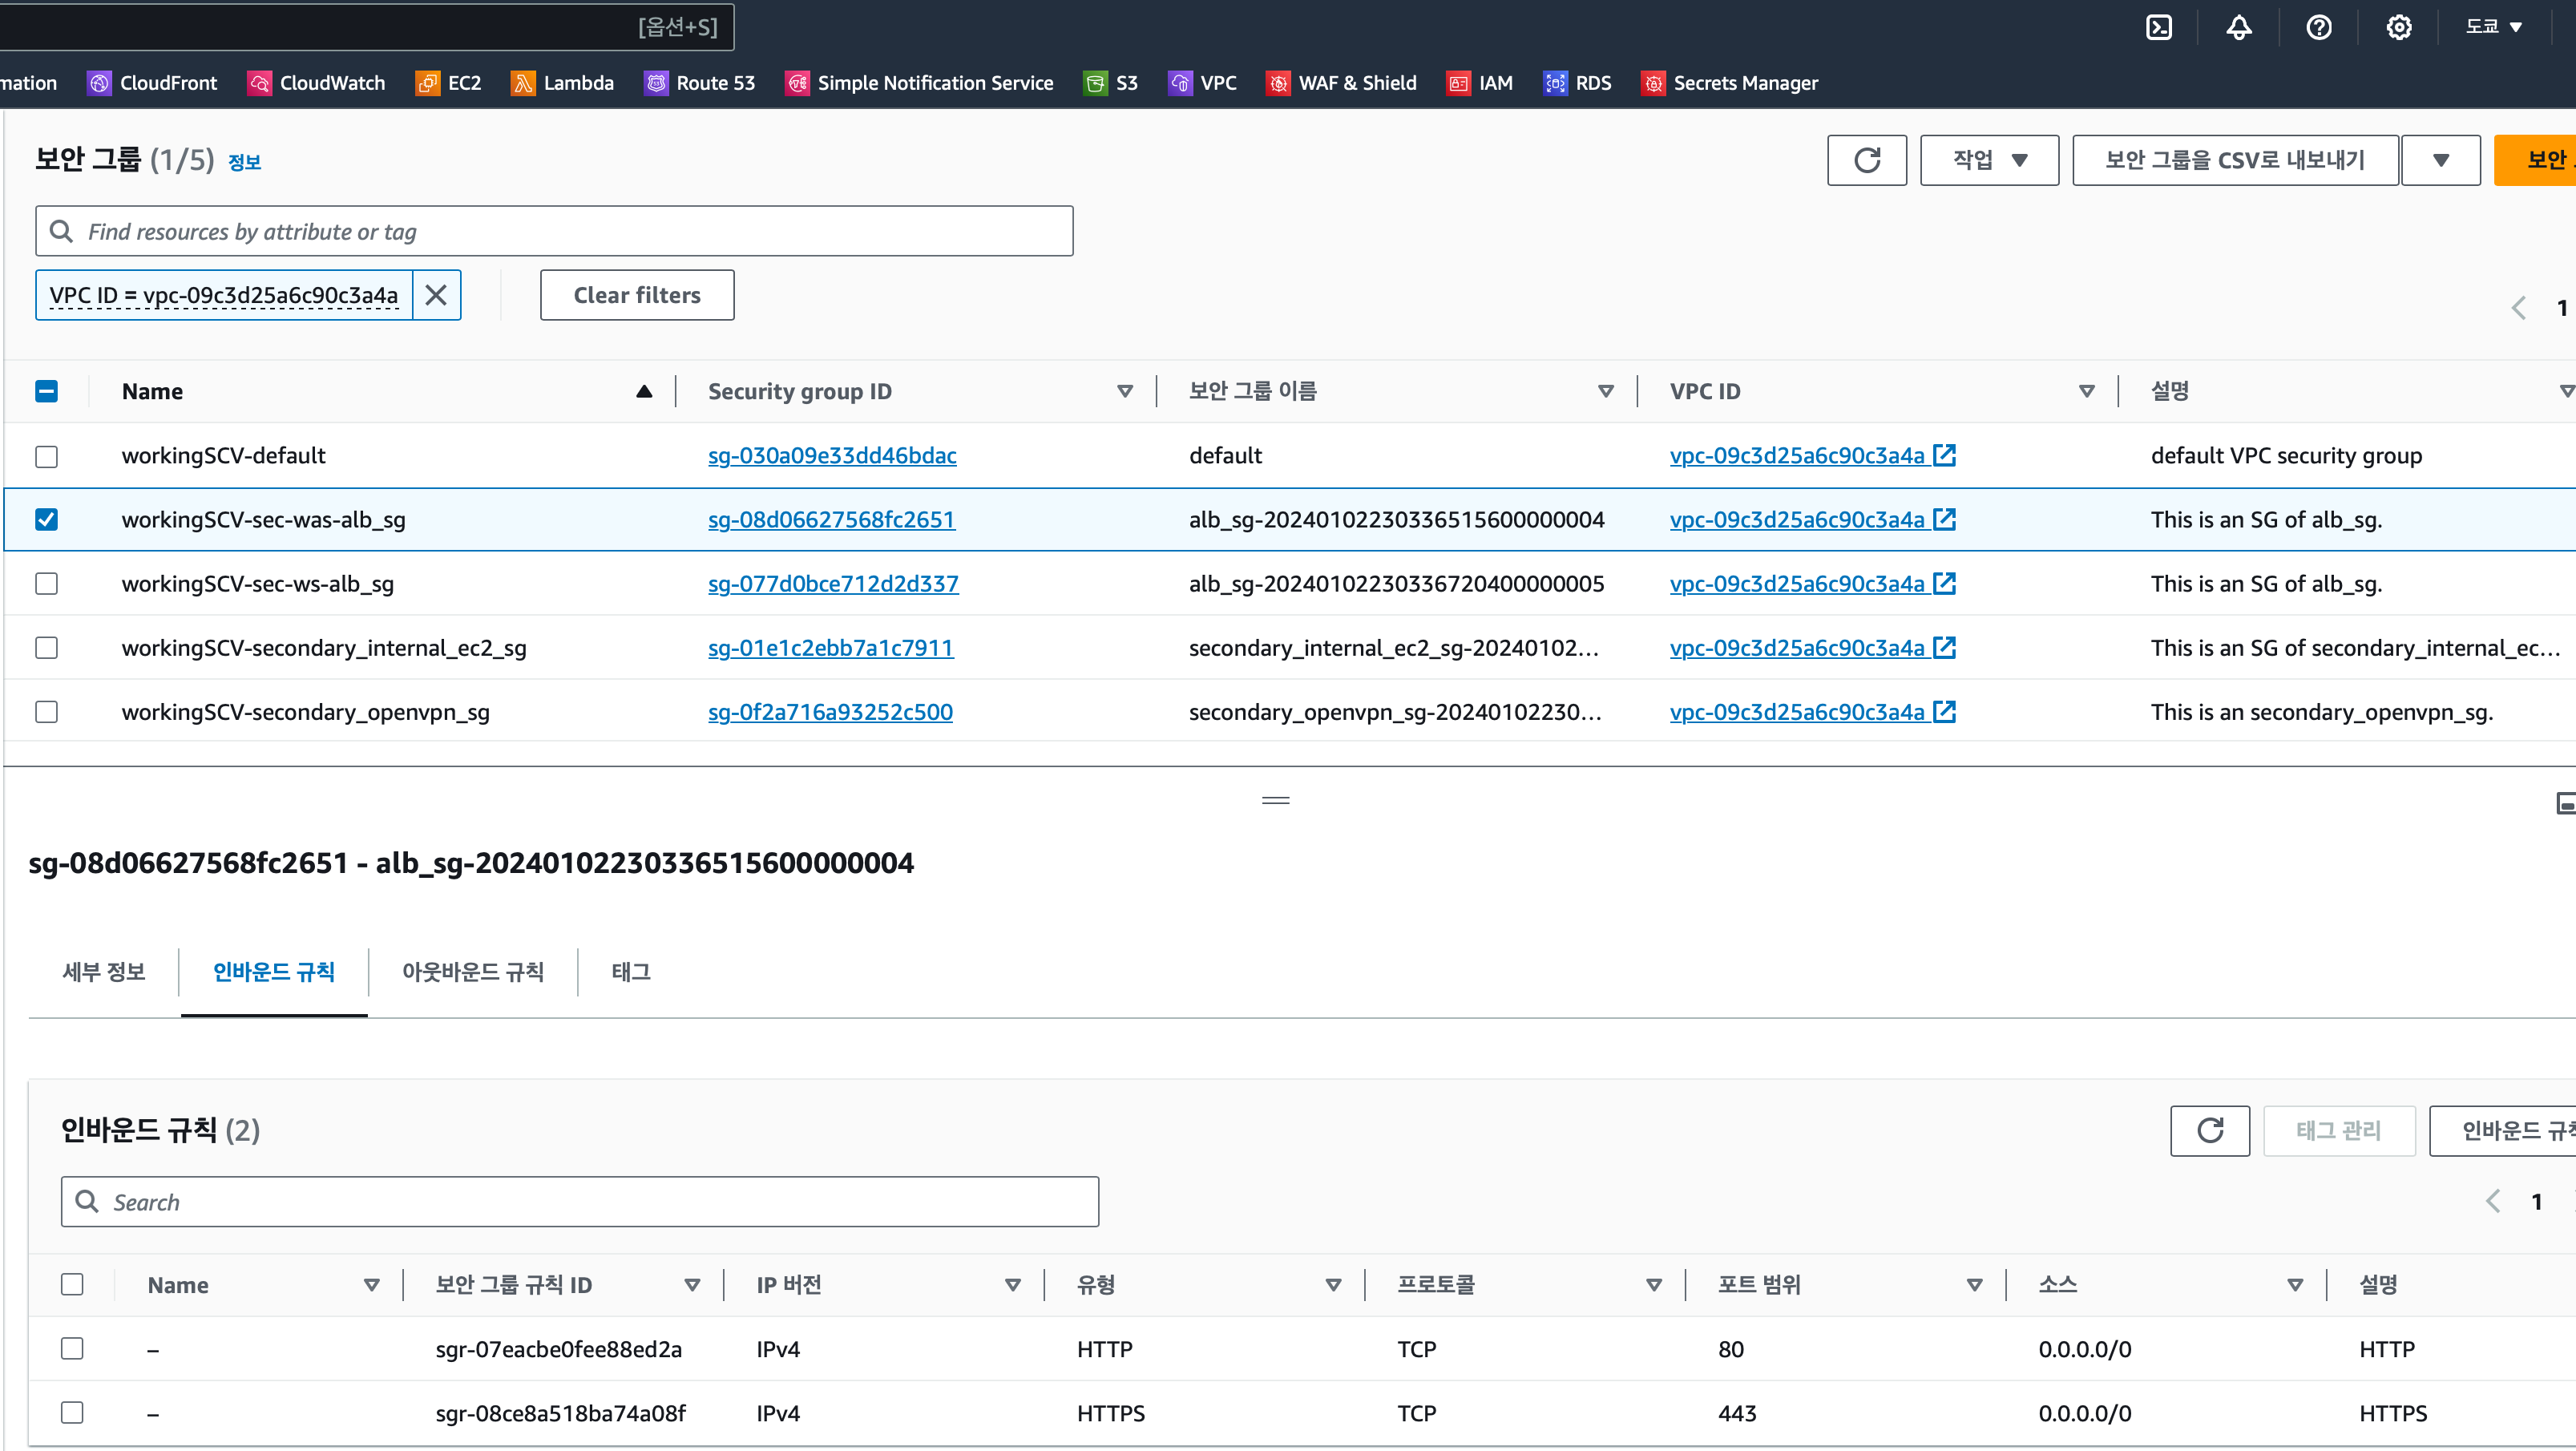 [옵션+S]
도쿄
mation CloudFront CloudWatch EC2 Lambda Route 53 Simple Notification Service S3 VPC WAF & Shield IAM RDS Secrets Manager
보안 그룹 (1/5) 정보
작업 보안 그룹을 CSV로 내보내기 보안
Find resources by attribute or tag
VPC ID = vpc-09c3d25a6c90c3a4a Clear filters
1
Name Security group ID 보안 그룹 이름 VPC ID 설명
workingSCV-default sg-030a09e33dd46bdac default vpc-09c3d25a6c90c3a4a default VPC security group
workingSCV-sec-was-alb_sg sg-08d06627568fc2651 alb_sg-20240102230336515600000004 vpc-09c3d25a6c90c3a4a This is an SG of alb_sg.
workingSCV-sec-ws-alb_sg sg-077d0bce712d2d337 alb_sg-20240102230336720400000005 vpc-09c3d25a6c90c3a4a This is an SG of alb_sg.
workingSCV-secondary_internal_ec2_sg sg-01e1c2ebb7a1c7911 secondary_internal_ec2_sg-20240102... vpc-09c3d25a6c90c3a4a This is an SG of secondary_internal_ec...
workingSCV-secondary_openvpn_sg sg-0f2a716a93252c500 secondary_openvpn_sg-20240102230... vpc-09c3d25a6c90c3a4a This is an secondary_openvpn_sg.
sg-08d06627568fc2651 - alb_sg-20240102230336515600000004
세부 정보 인바운드 규칙 아웃바운드 규칙 태그
인바운드 규칙 (2)
태그 관리 인바운드 규칙
Search
1
Name 보안 그룹 규칙 ID IP 버전 유형 프로토콜 포트 범위 소스 설명
– sgr-07eacbe0fee88ed2a IPv4 HTTP TCP 80 0.0.0.0/0 HTTP
– sgr-08ce8a518ba74a08f IPv4 HTTPS TCP 443 0.0.0.0/0 HTTPS